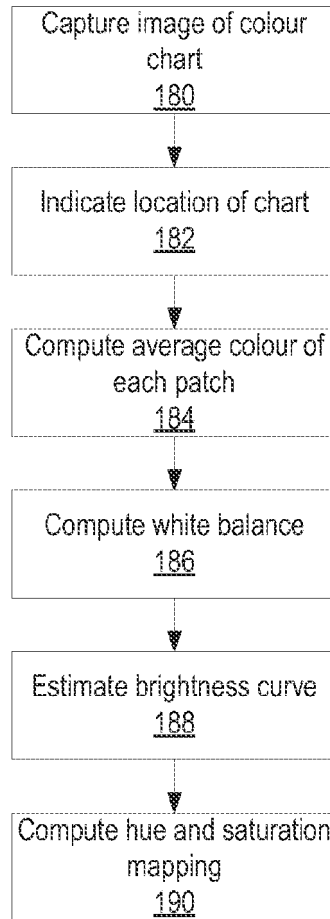 Capture image of colour
chart
180
Indicate location of chart
182
Compute average colour of
each patch
184
Compute white balance
186
Estimate brightness curve
188
Compute hue and saturation
mapping
190